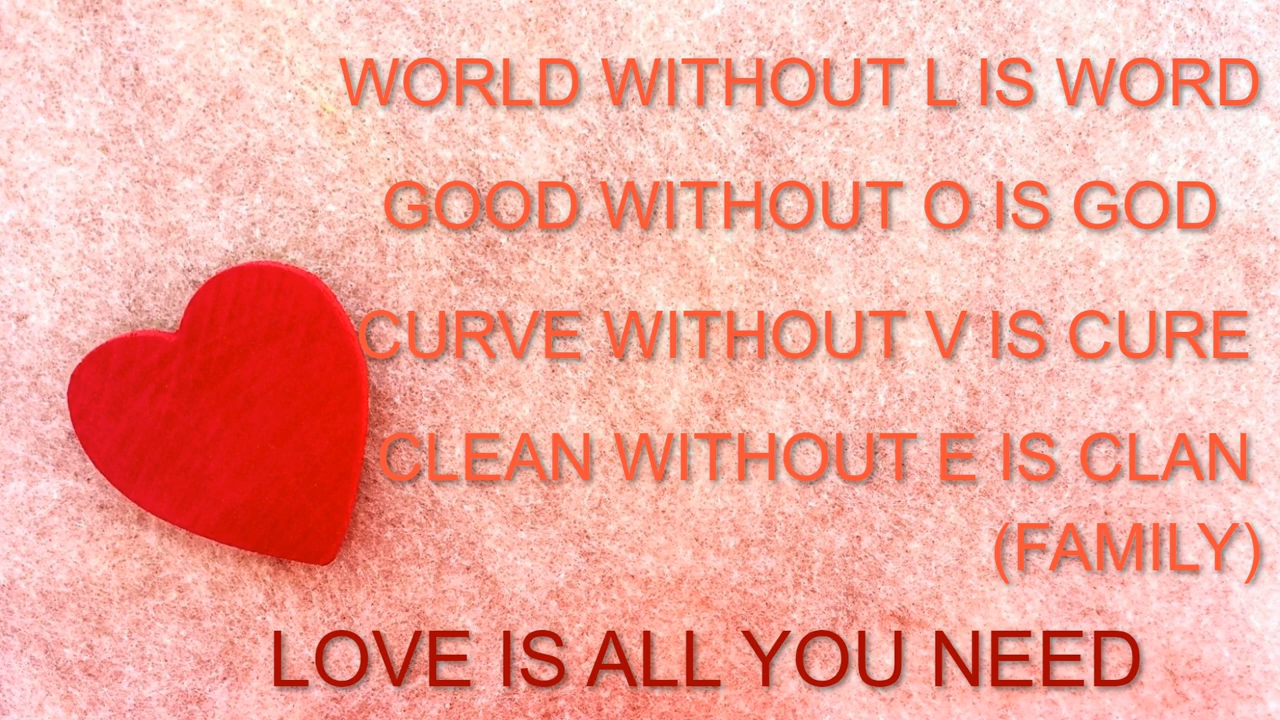 WORLD WITHOUT L IS WORD
GOOD WITHOUT O IS GOD
CURVE WITHOUT V IS CURE
CLEAN WITHOUT E IS CLAN
(FAMILY)
LOVE IS ALL YOU NEED